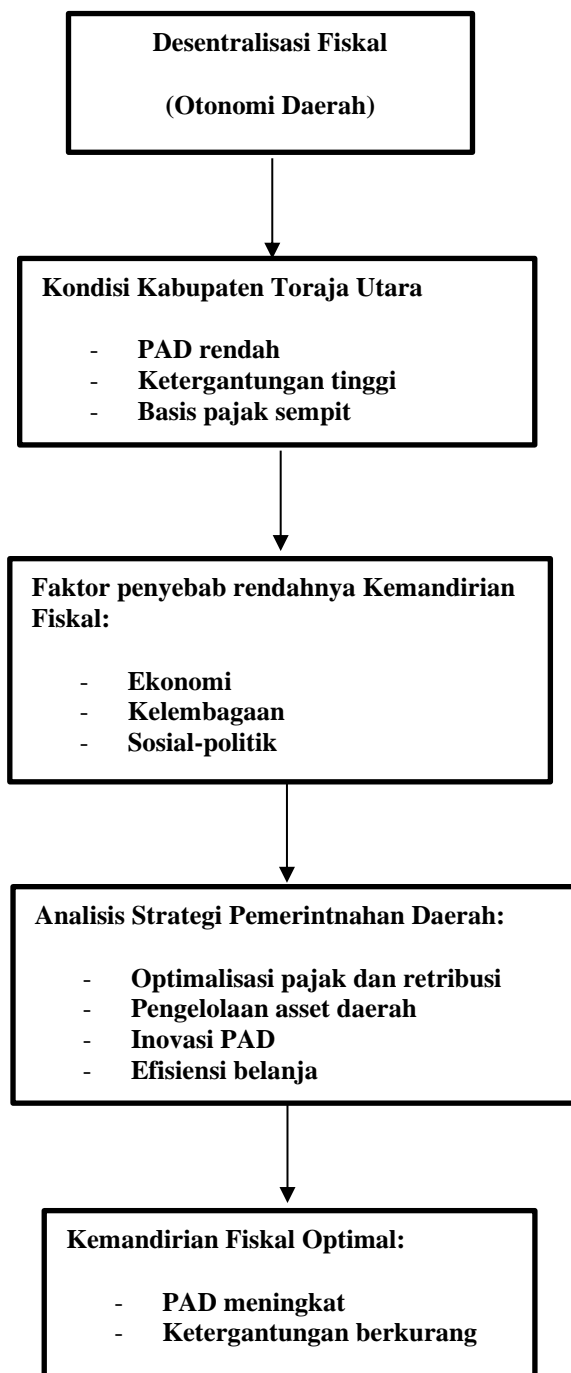 Desentralisasi Fiskal
(Otonomi Daerah)
Kondisi Kabupaten Toraja Utara
- PAD rendah
- Ketergantungan tinggi
- Basis pajak sempit
Faktor penyebab rendahnya Kemandirian
Fiskal:
- Ekonomi
- Kelembagaan
- Sosial-politik
Analisis Strategi Pemerintnahan Daerah:
- Optimalisasi pajak dan retribusi
- Pengelolaan asset daerah
- Inovasi PAD
- Efisiensi belanja
Kemandirian Fiskal Optimal:
- PAD meningkat
- Ketergantungan berkurang